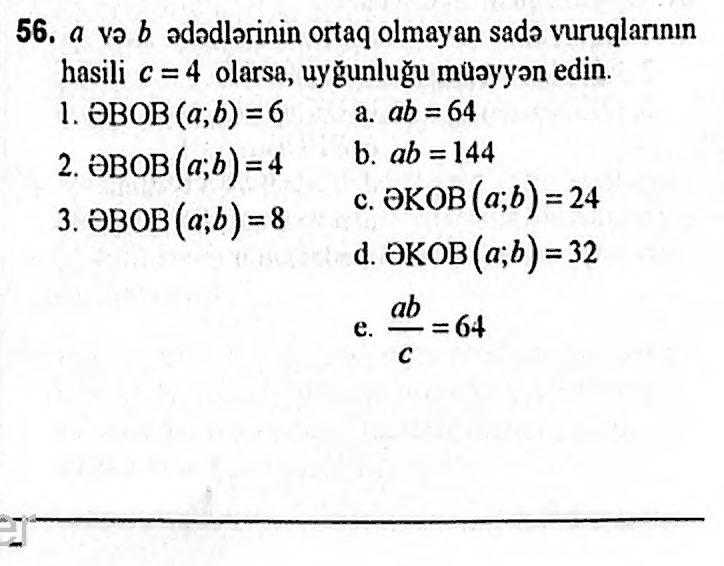 56. a və b ədədlərinin ortaq olmayan sadə vuruqlarının
hasili c = 4 olarsa, uyğunluğu müəyyən edin.
1. ƏBOB (a;b) = 6
a. ab = 64
2. ƏBOB (a;b) = 4
b. ab = 144
3. ƏBOB (a;b) = 8
c. ƏKOB (a;b) = 24
d. ƏKOB (a;b) = 32
e. ab/c = 64
er